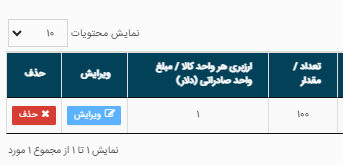 نمایش محتویات ۱۰
تعداد / مقدار
ارزبری هر واحد کالا / مبلغ واحد صادراتی (دلار)
ویرایش
حذف
۱۰۰
۱
ویرایش
حذف
نمایش ۱ تا ۱ از مجموع ۱ مورد